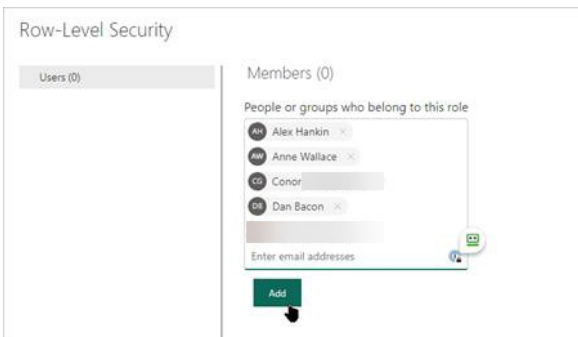 Row-Level Security
Users (0)
Members (0)
People or groups who belong to this role
AH Alex Hankin ×
AW Anne Wallace ×
CG Conor
DB Dan Bacon ×
Enter email addresses
Add